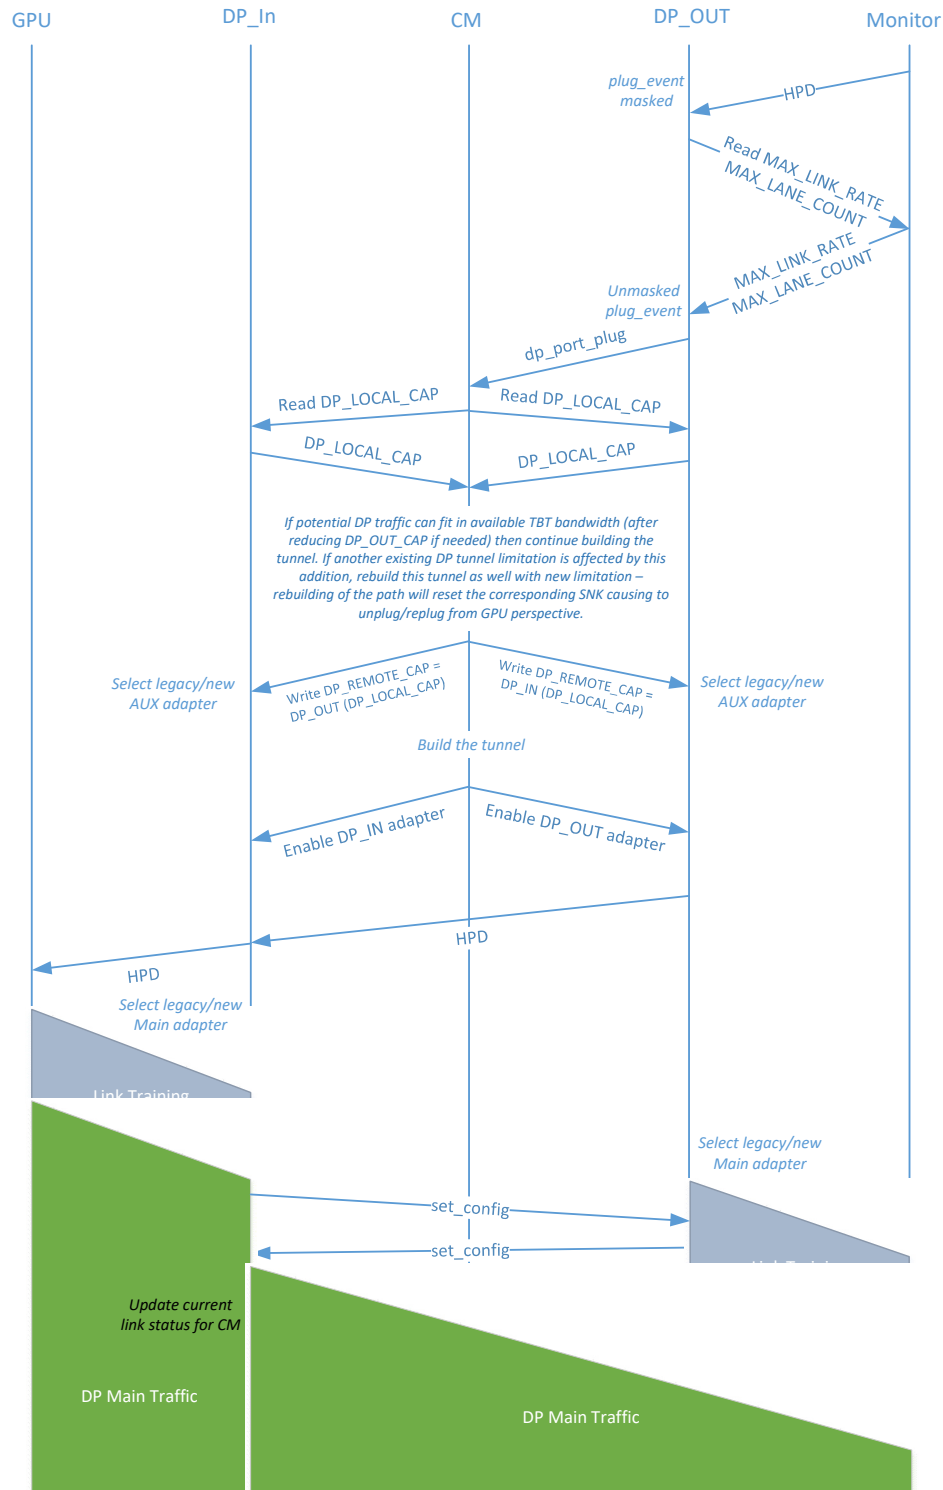 GPU
DP_In
CM
DP_OUT
Monitor
plug_event
masked
HPD
Read MAX_LINK_RATE
MAX_LANE_COUNT
MAX_LINK_RATE
MAX_LANE_COUNT
Unmasked
plug_event
dp_port_plug
Read DP_LOCAL_CAP
Read DP_LOCAL_CAP
DP_LOCAL_CAP
DP_LOCAL_CAP
If potential DP traffic can fit in available TBT bandwidth (after
reducing DP_OUT_CAP if needed) then continue building the
tunnel. If another existing DP tunnel limitation is affected by this
addition, rebuild this tunnel as well with new limitation –
rebuilding of the path will reset the corresponding SNK causing to
unplug/replug from GPU perspective.
Select legacy/new
AUX adapter
Write DP_REMOTE_CAP =
DP_OUT (DP_LOCAL_CAP)
Write DP_REMOTE_CAP =
DP_IN (DP_LOCAL_CAP)
Select legacy/new
AUX adapter
Build the tunnel
Enable DP_IN adapter
Enable DP_OUT adapter
HPD
HPD
Select legacy/new
Main adapter
Link Training
Select legacy/new
Main adapter
set_config
set_config
Update current
link status for CM
DP Main Traffic
DP Main Traffic